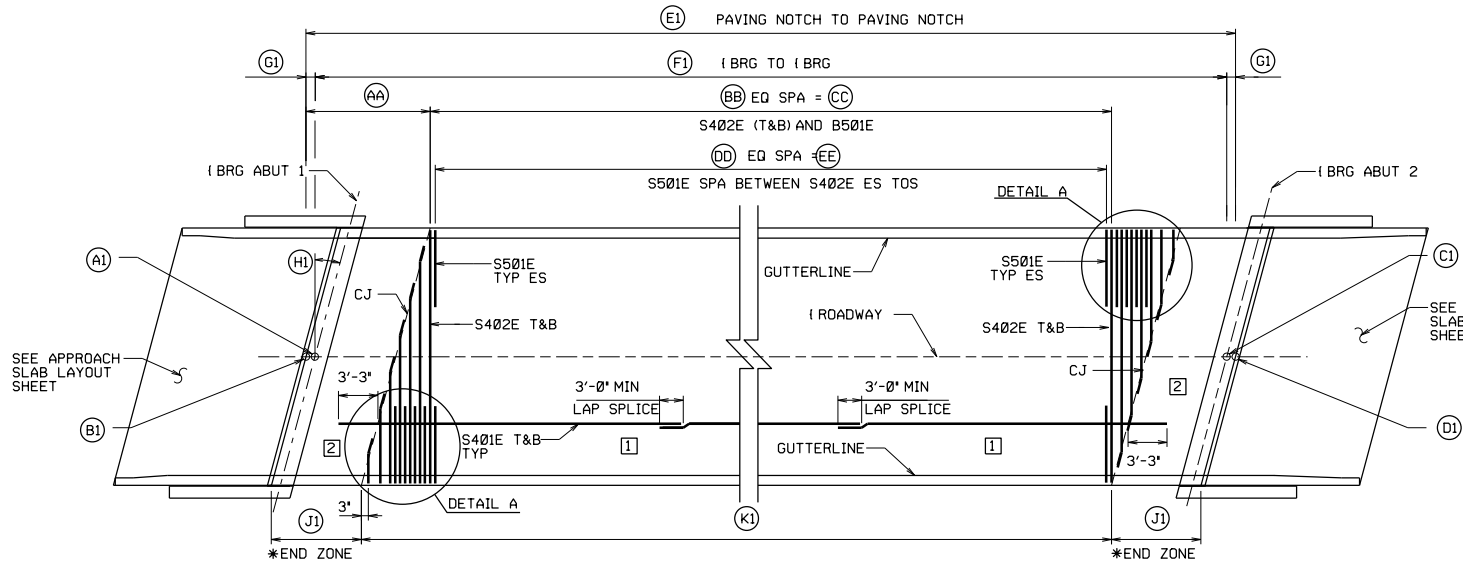 E1 PAVING NOTCH TO PAVING NOTCH
G1 F1 { BRG TO { BRG G1
AA BB EQ SPA = CC
S402E (T&B) AND B501E
DD EQ SPA = EE
S501E SPA BETWEEN S402E ES TOS
{ BRG ABUT 1
{ BRG ABUT 2
DETAIL A
A1
H1
S501E
TYP ES
GUTTERLINE
S501E
TYP ES
C1
CJ
S402E T&B
{ ROADWAY
S402E T&B
SEE
SLAB
SHEE
SEE APPROACH
SLAB LAYOUT
SHEET
3'-3"
3'-0" MIN
LAP SPLICE
3'-0" MIN
LAP SPLICE
CJ
2
B1
2
S401E T&B
TYP
1
GUTTERLINE
1
3'-3"
D1
3"
DETAIL A
J1
K1
J1
*END ZONE
*END ZONE